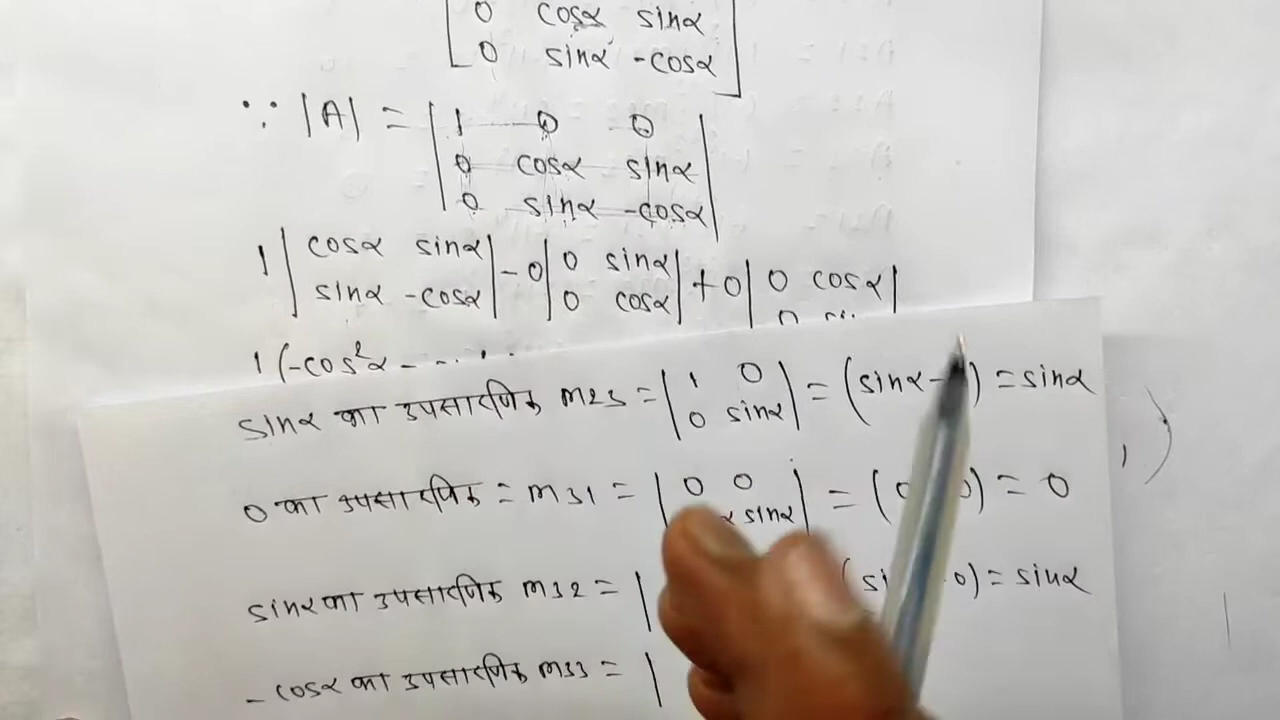 0 cosα sinα
0 sinα -cosα
∵ |A| = | 1 0 0 |
| 0 cosα sinα |
| 0 sinα -cosα |
1 | cosα sinα | - 0 | 0 sinα | + 0 | 0 cosα |
| sinα -cosα | | 0 cosα | | 0
1 (-cos²α -
sinα का उपसारणिक m23 = | 1 0 | = (sinα - ) = sinα
| 0 sinα |
0 का उपसारणिक = m31 = | 0 0 | = ( 0) = 0
α sinα |
sinα का उपसारणिक m32 = | (si 0) = sinα
-cosα का उपसारणिक m33 = |